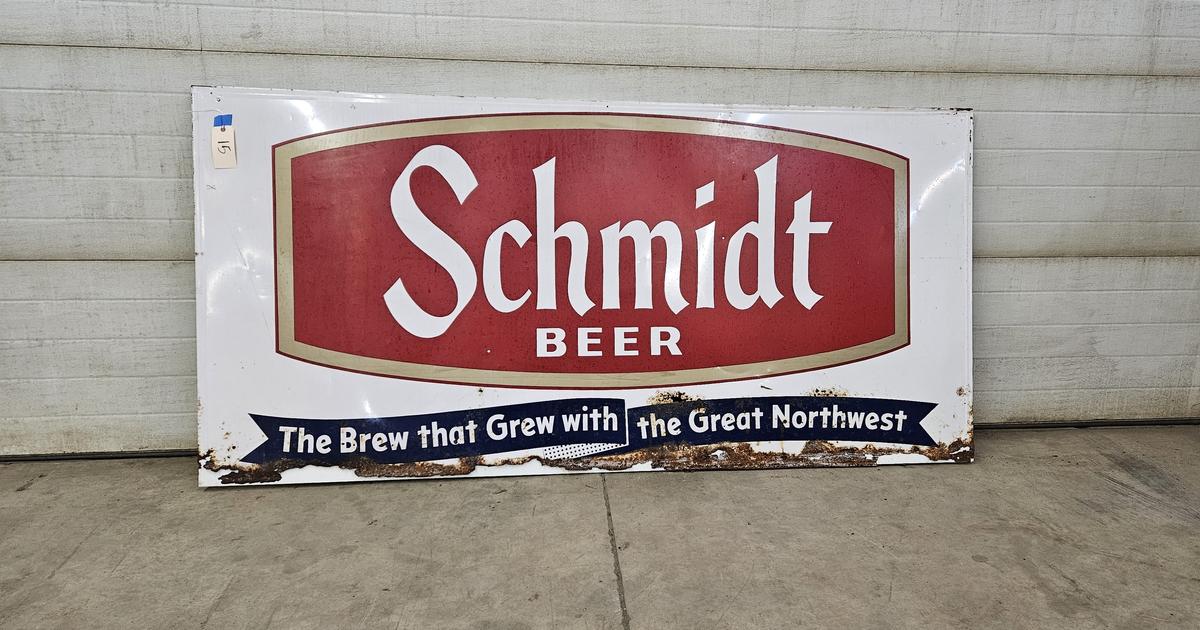 15
Schmidt
BEER
The Brew that Grew with the Great Northwest